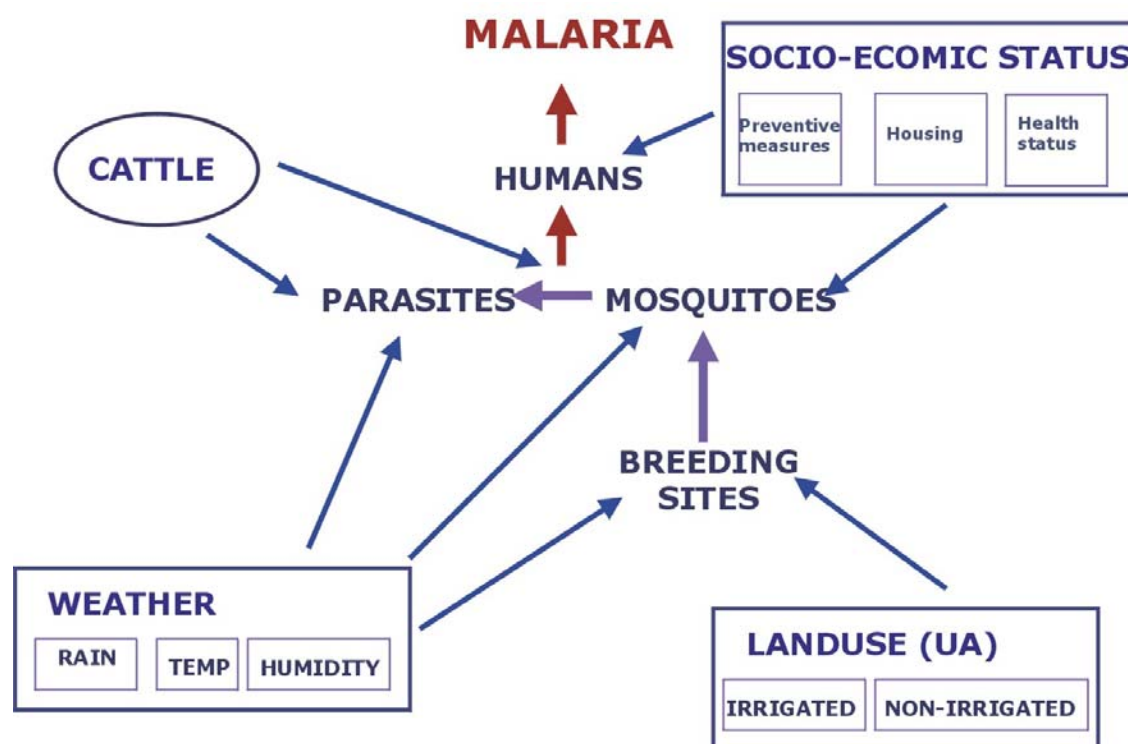 MALARIA
SOCIO-ECOMIC STATUS
Preventive
measures
Housing
Health
status
CATTLE
HUMANS
PARASITES
MOSQUITOES
BREEDING
SITES
WEATHER
RAIN
TEMP
HUMIDITY
LANDUSE (UA)
IRRIGATED
NON-IRRIGATED